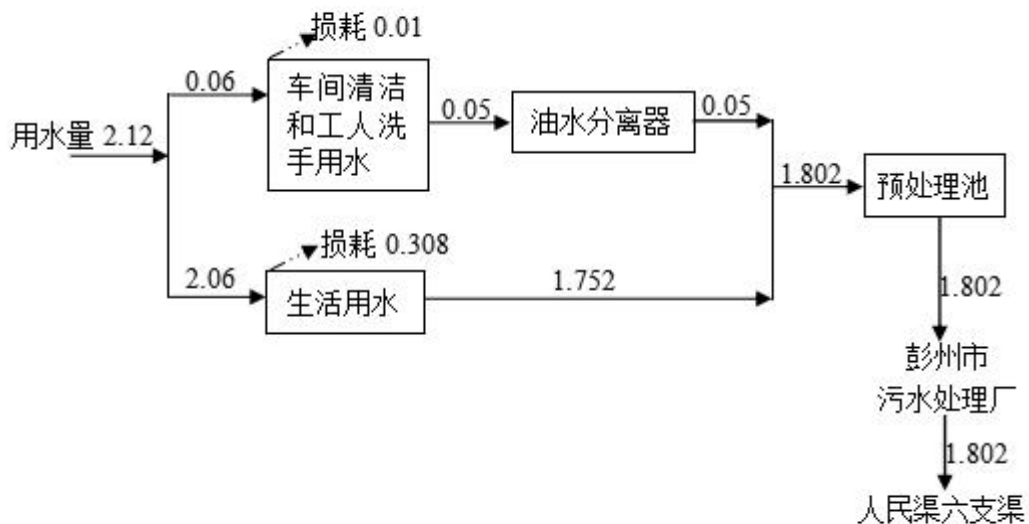 损耗 0.01
0.06
车间清洁
和工人洗
手用水
0.05
油水分离器
0.05
用水量 2.12
1.802
预处理池
损耗 0.308
2.06
生活用水
1.752
1.802
彭州市
污水处理厂
1.802
人民渠六支渠